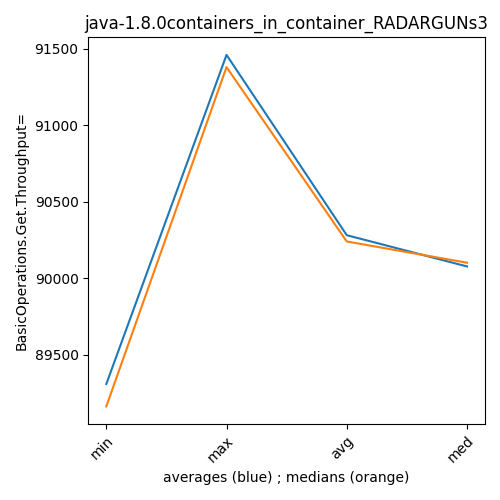 java-1.8.0containers_in_container_RADARGUNs3
BasicOperations.Get.Throughput=
91500
91000
90500
90000
89500
min
max
avg
med
averages (blue) ; medians (orange)